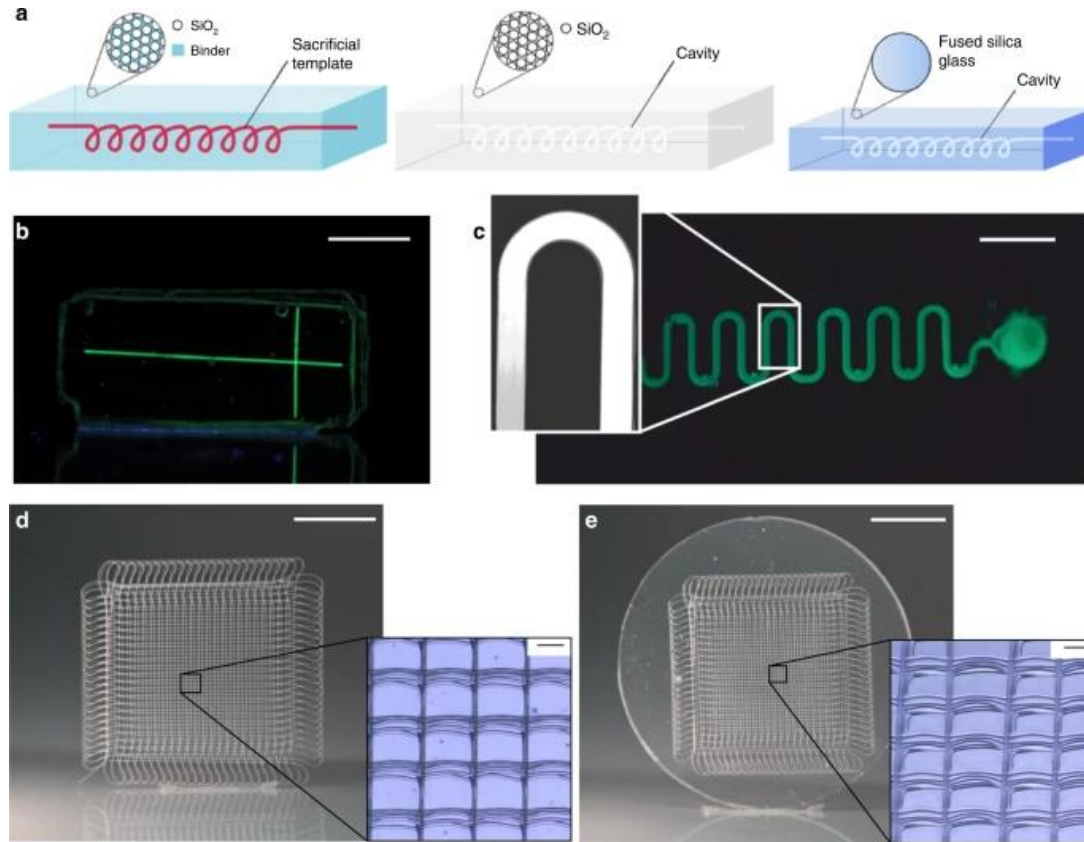 a
SiO2
Binder
Sacrificial
template
SiO2
Cavity
Fused silica
glass
Cavity
b
c
d
e